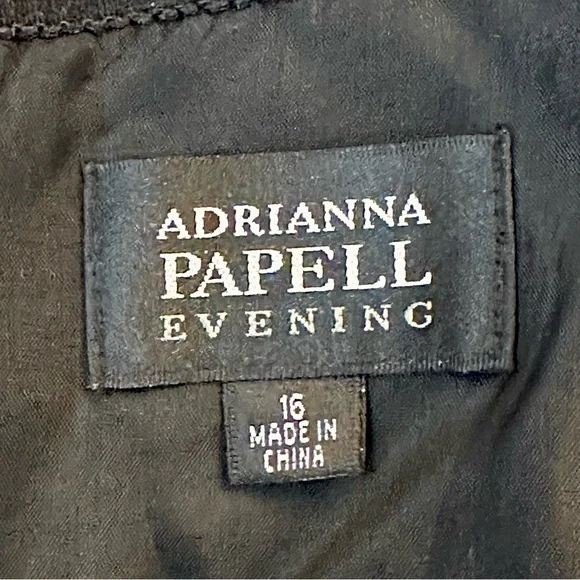 ADRIANNA
PAPELL
EVENING
16
MADE IN
CHINA